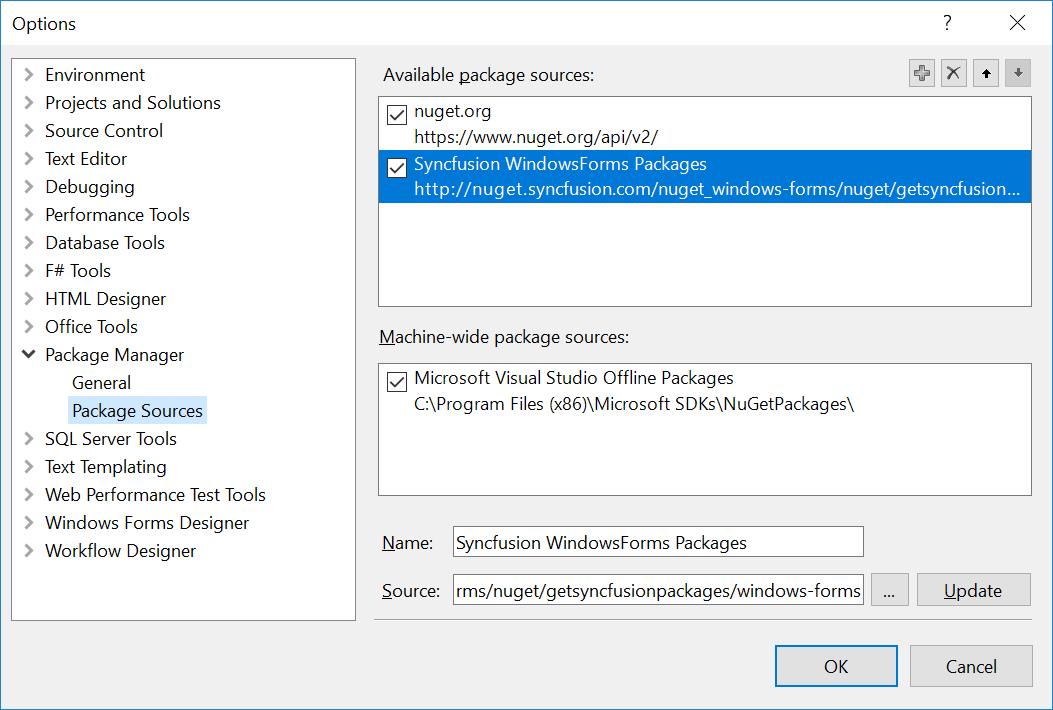 Options
?
Environment
Projects and Solutions
Source Control
Text Editor
Debugging
Performance Tools
Database Tools
F# Tools
HTML Designer
Office Tools
Package Manager
General
Package Sources
SQL Server Tools
Text Templating
Web Performance Test Tools
Windows Forms Designer
Workflow Designer
Available package sources:
nuget.org
https://www.nuget.org/api/v2/
Syncfusion WindowsForms Packages
http://nuget.syncfusion.com/nuget_windows-forms/nuget/getsyncfusion...
Machine-wide package sources:
Microsoft Visual Studio Offline Packages
C:\Program Files (x86)\Microsoft SDKs\NuGetPackages\
Name: Syncfusion WindowsForms Packages
Source: rms/nuget/getsyncfusionpackages/windows-forms ... Update
OK Cancel